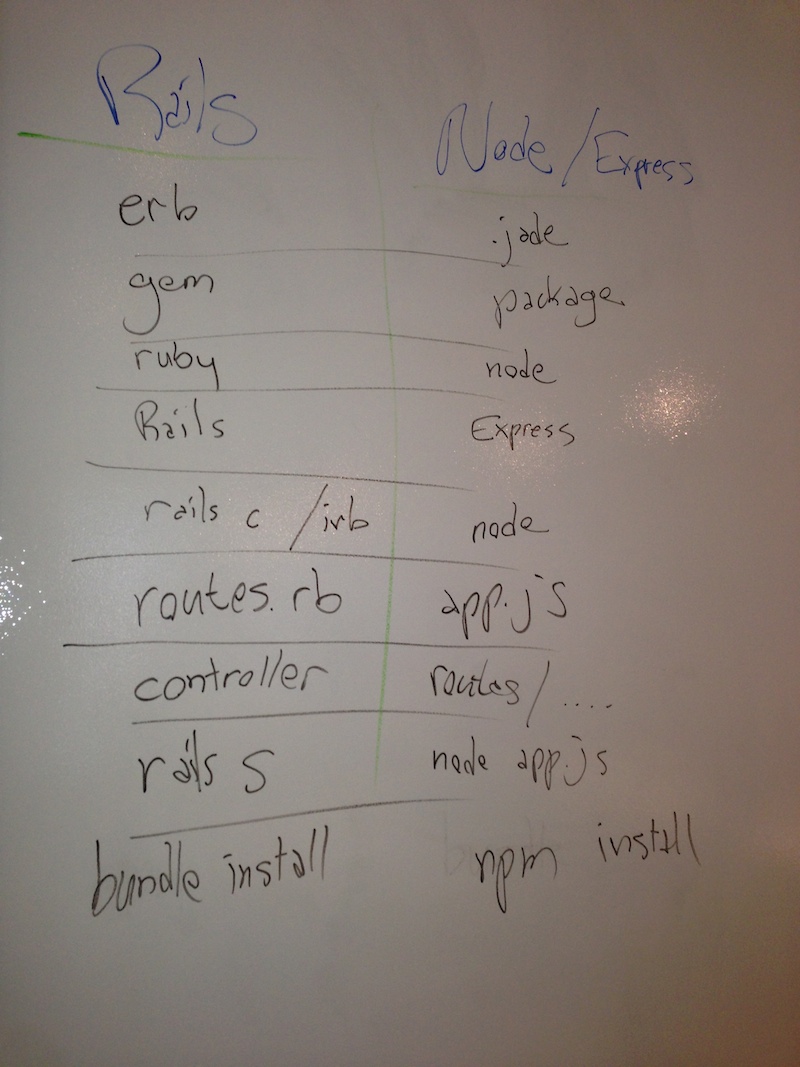 Rails
Node/Express
erb
.jade
gem
package
ruby
node
Rails
Express
rails c /irb
node
routes.rb
app.js
controller
routes/....
rails s
node app.js
bundle install
npm install